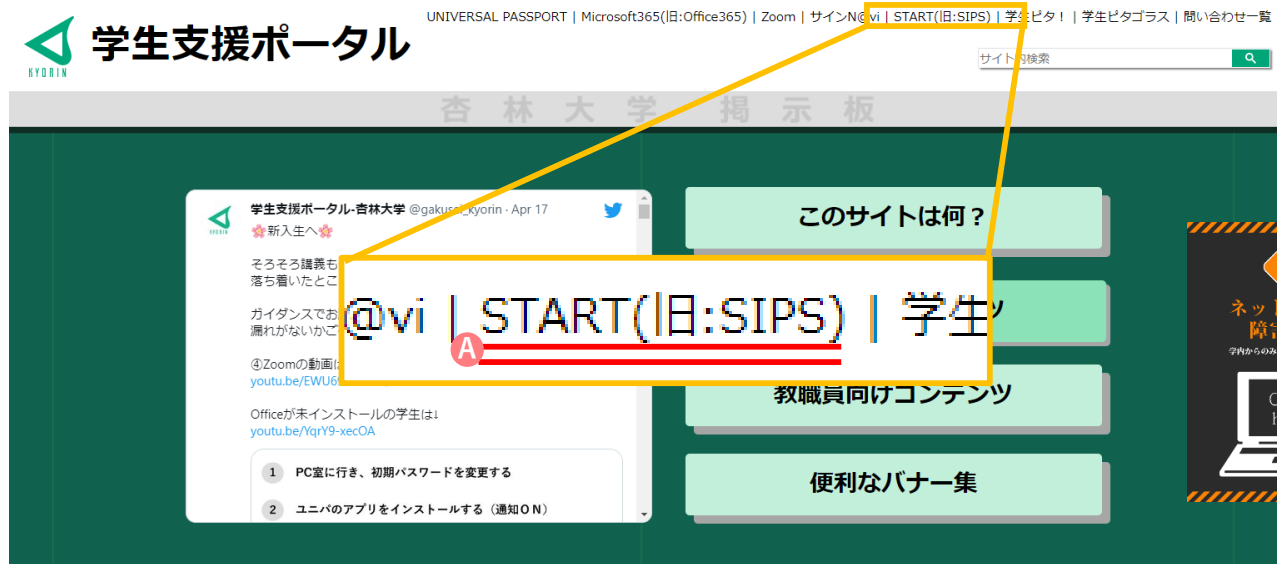 UNIVERSAL PASSPORT | Microsoft365(旧:Office365) | Zoom | サインN@vi | START(旧:SIPS) | 学生ピタ! | 学生ピタゴラス | 問い合わせ一覧
KYORIN
学生支援ポータル
サイト内検索
杏林大学 掲示板
学生支援ポータル-杏林大学 @gakusei_kyorin · Apr 17
🌸新入生へ🌸
そろそろ講義も
落ち着いたとこ
ガイダンスでお
漏れがないかご
④Zoomの動画は
youtu.be/EWU6
Officeが未インストールの学生は↓
youtu.be/YqrY9-xecOA
1 PC室に行き、初期パスワードを変更する
2 ユニパのアプリをインストールする(通知ON)
このサイトは何?
@vi | START(旧:SIPS) | 学生
A
ツ
教職員向けコンテンツ
便利なバナー集
ネット
障害
学内からのみ